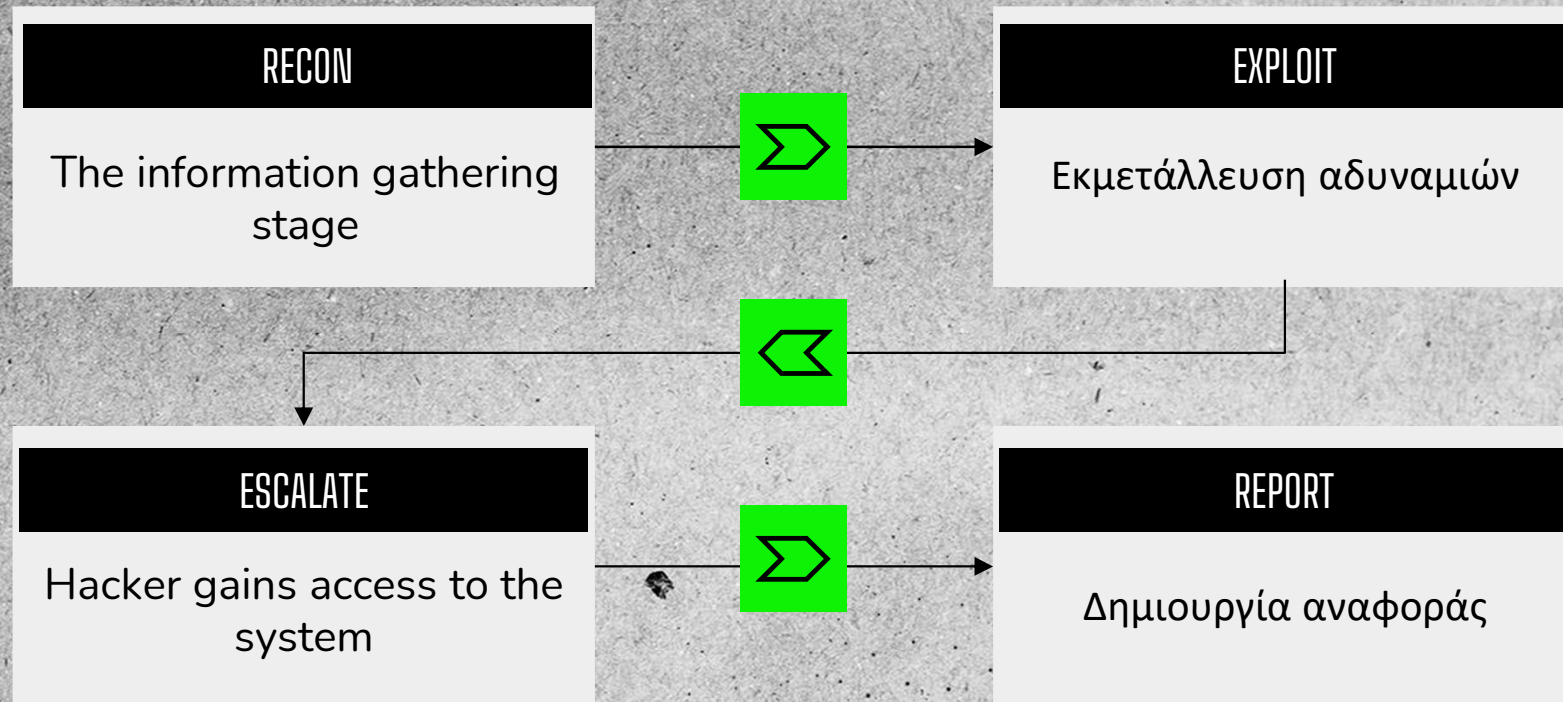 RECON
The information gathering
stage
EXPLOIT
Εκμετάλλευση αδυναμιών
ESCALATE
Hacker gains access to the
system
REPORT
Δημιουργία αναφοράς